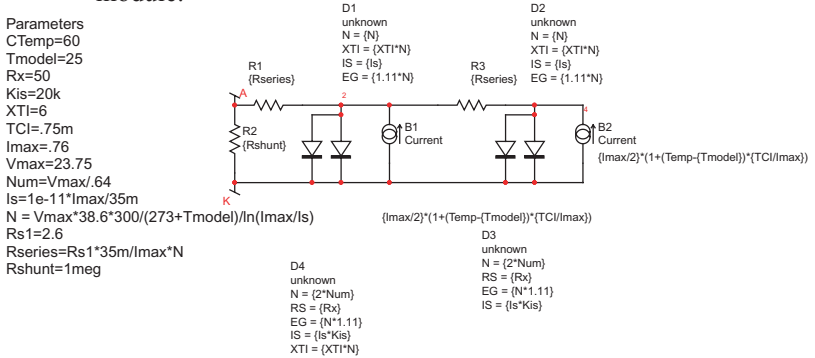 module.
Parameters
CTemp=60
Tmodel=25
Rx=50
Kis=20k
XTI=6
TCI=.75m
Imax=.76
Vmax=23.75
Num=Vmax/.64
Is=1e-11*Imax/35m
N = Vmax*38.6*300/(273+Tmodel)/ln(Imax/Is)
Rs1=2.6
Rseries=Rs1*35m/Imax*N
Rshunt=1meg
D1
unknown
N = {N}
XTI = {XTI*N}
IS = {Is}
EG = {1.11*N}
D2
unknown
N = {N}
XTI = {XTI*N}
IS = {Is}
EG = {1.11*N}
R1
{Rseries}
R3
{Rseries}
A
2
4
R2
{Rshunt}
B1
Current
B2
Current
{Imax/2}*(1+(Temp-{Tmodel})*{TCI/Imax})
K
{Imax/2}*(1+(Temp-{Tmodel})*{TCI/Imax})
D3
unknown
N = {2*Num}
RS = {Rx}
EG = {N*1.11}
IS = {Is*Kis}
D4
unknown
N = {2*Num}
RS = {Rx}
EG = {N*1.11}
IS = {Is*Kis}
XTI = {XTI*N}